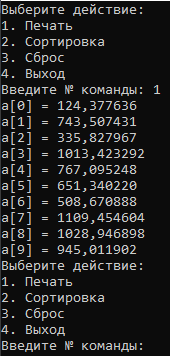 Выберите действие:
1. Печать
2. Сортировка
3. Сброс
4. Выход
Введите № команды: 1
a[0] = 124,377636
a[1] = 743,507431
a[2] = 335,827967
a[3] = 1013,423292
a[4] = 767,095248
a[5] = 651,340220
a[6] = 508,670888
a[7] = 1109,454604
a[8] = 1028,946898
a[9] = 945,011902
Выберите действие:
1. Печать
2. Сортировка
3. Сброс
4. Выход
Введите № команды: